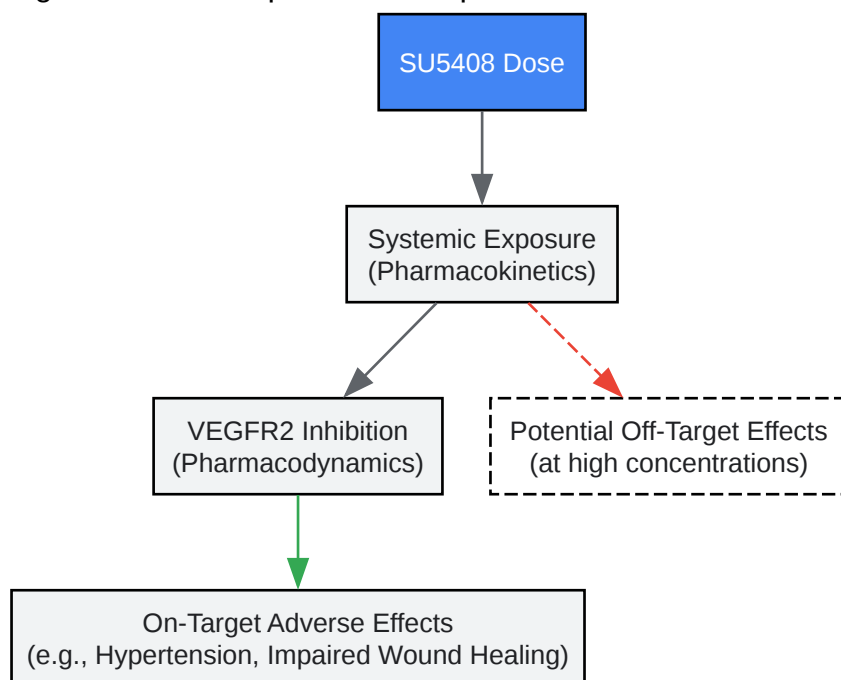 SU5408 Dose
Systemic Exposure
(Pharmacokinetics)
VEGFR2 Inhibition
(Pharmacodynamics)
Potential Off-Target Effects
(at high concentrations)
On-Target Adverse Effects
(e.g., Hypertension, Impaired Wound Healing)